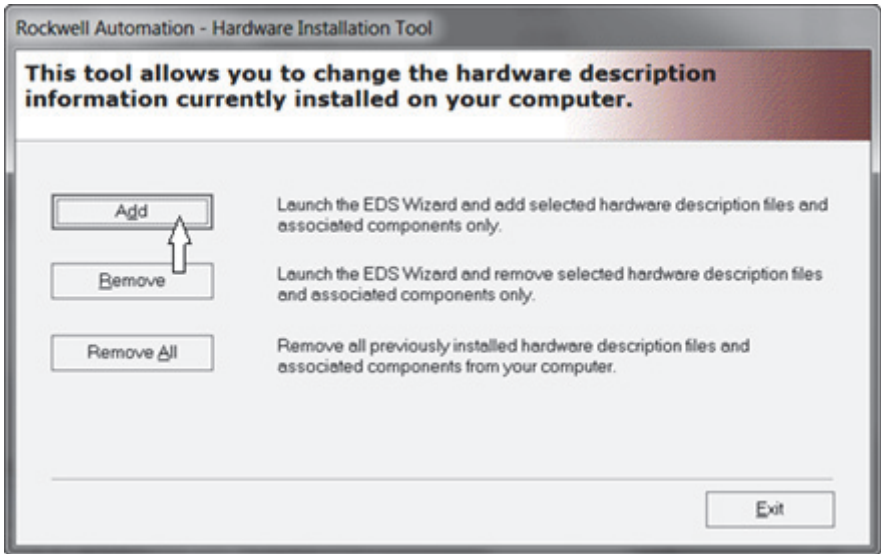 Rockwell Automation - Hardware Installation Tool
This tool allows you to change the hardware description
information currently installed on your computer.
Add
Launch the EDS Wizard and add selected hardware description files and
associated components only.
Remove
Launch the EDS Wizard and remove selected hardware description files
and associated components only.
Remove All
Remove all previously installed hardware description files and
associated components from your computer.
Exit